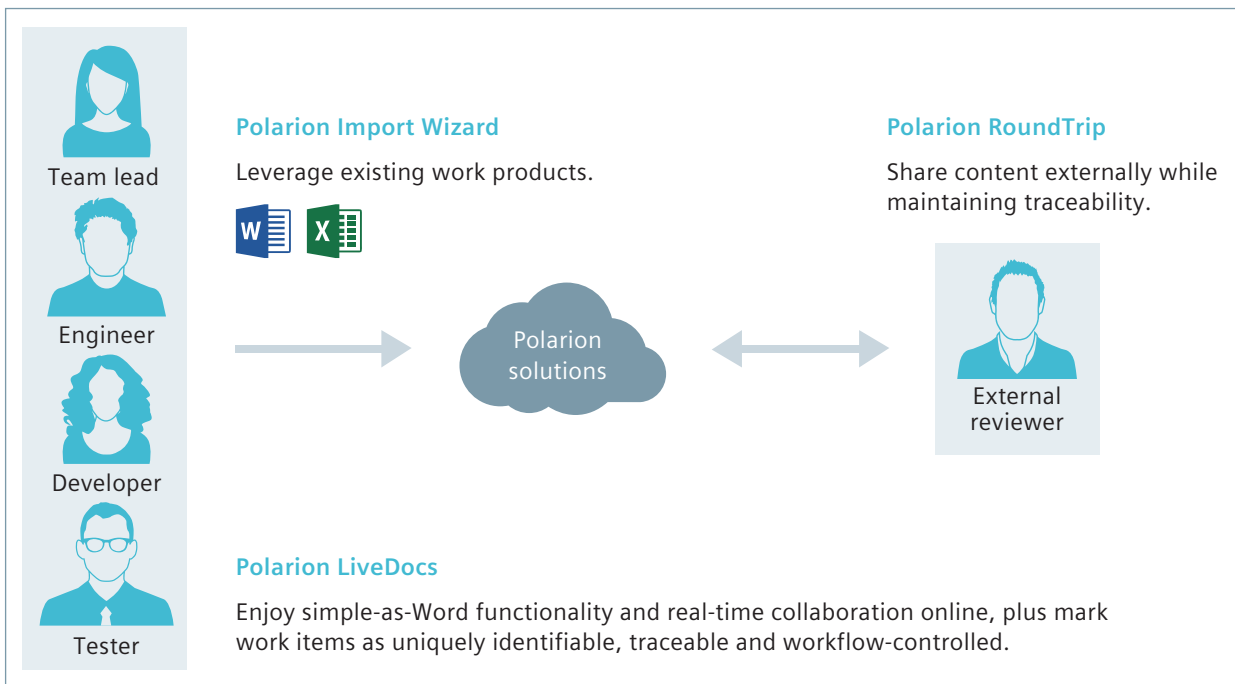 Team lead
Engineer
Developer
Tester
Polarion Import Wizard
Leverage existing work products.
W
X
Polarion
solutions
Polarion RoundTrip
Share content externally while
maintaining traceability.
External
reviewer
Polarion LiveDocs
Enjoy simple-as-Word functionality and real-time collaboration online, plus mark
work items as uniquely identifiable, traceable and workflow-controlled.